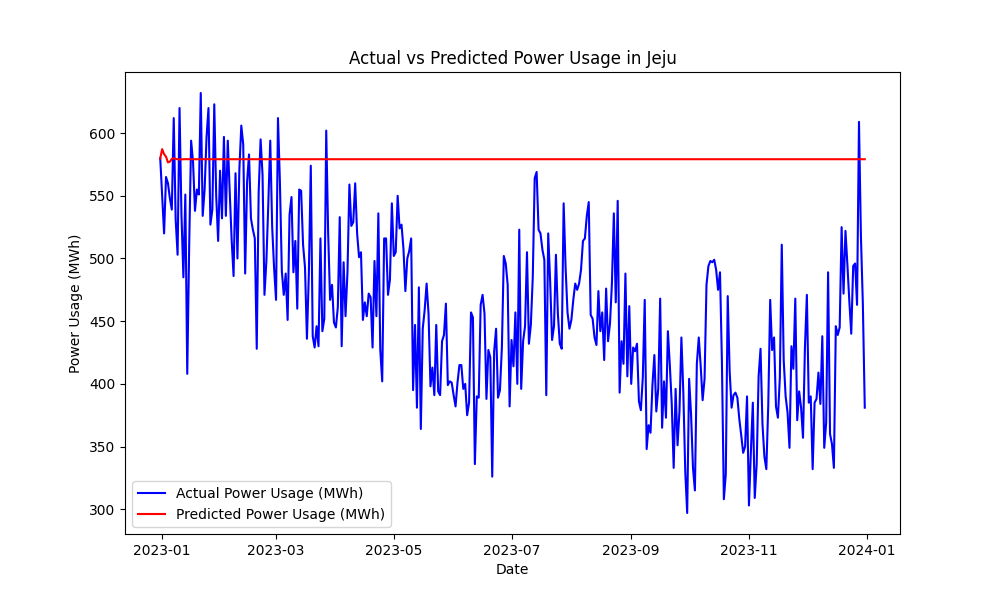 Actual vs Predicted Power Usage in Jeju
Power Usage (MWh)
600
550
500
450
400
350
300
Actual Power Usage (MWh)
Predicted Power Usage (MWh)
2023-01
2023-03
2023-05
2023-07
2023-09
2023-11
2024-01
Date